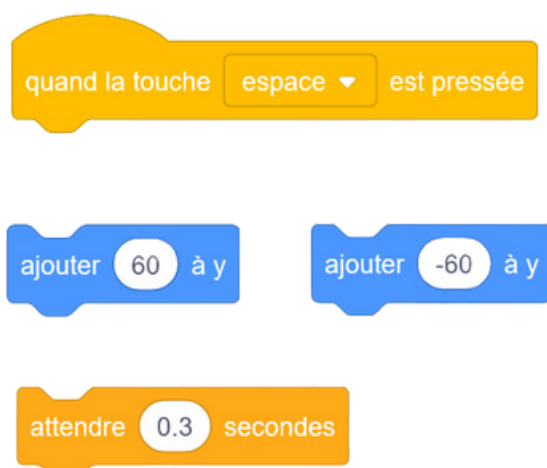 quand la touche espace est pressée
ajouter 60 à y
ajouter -60 à y
attendre 0.3 secondes